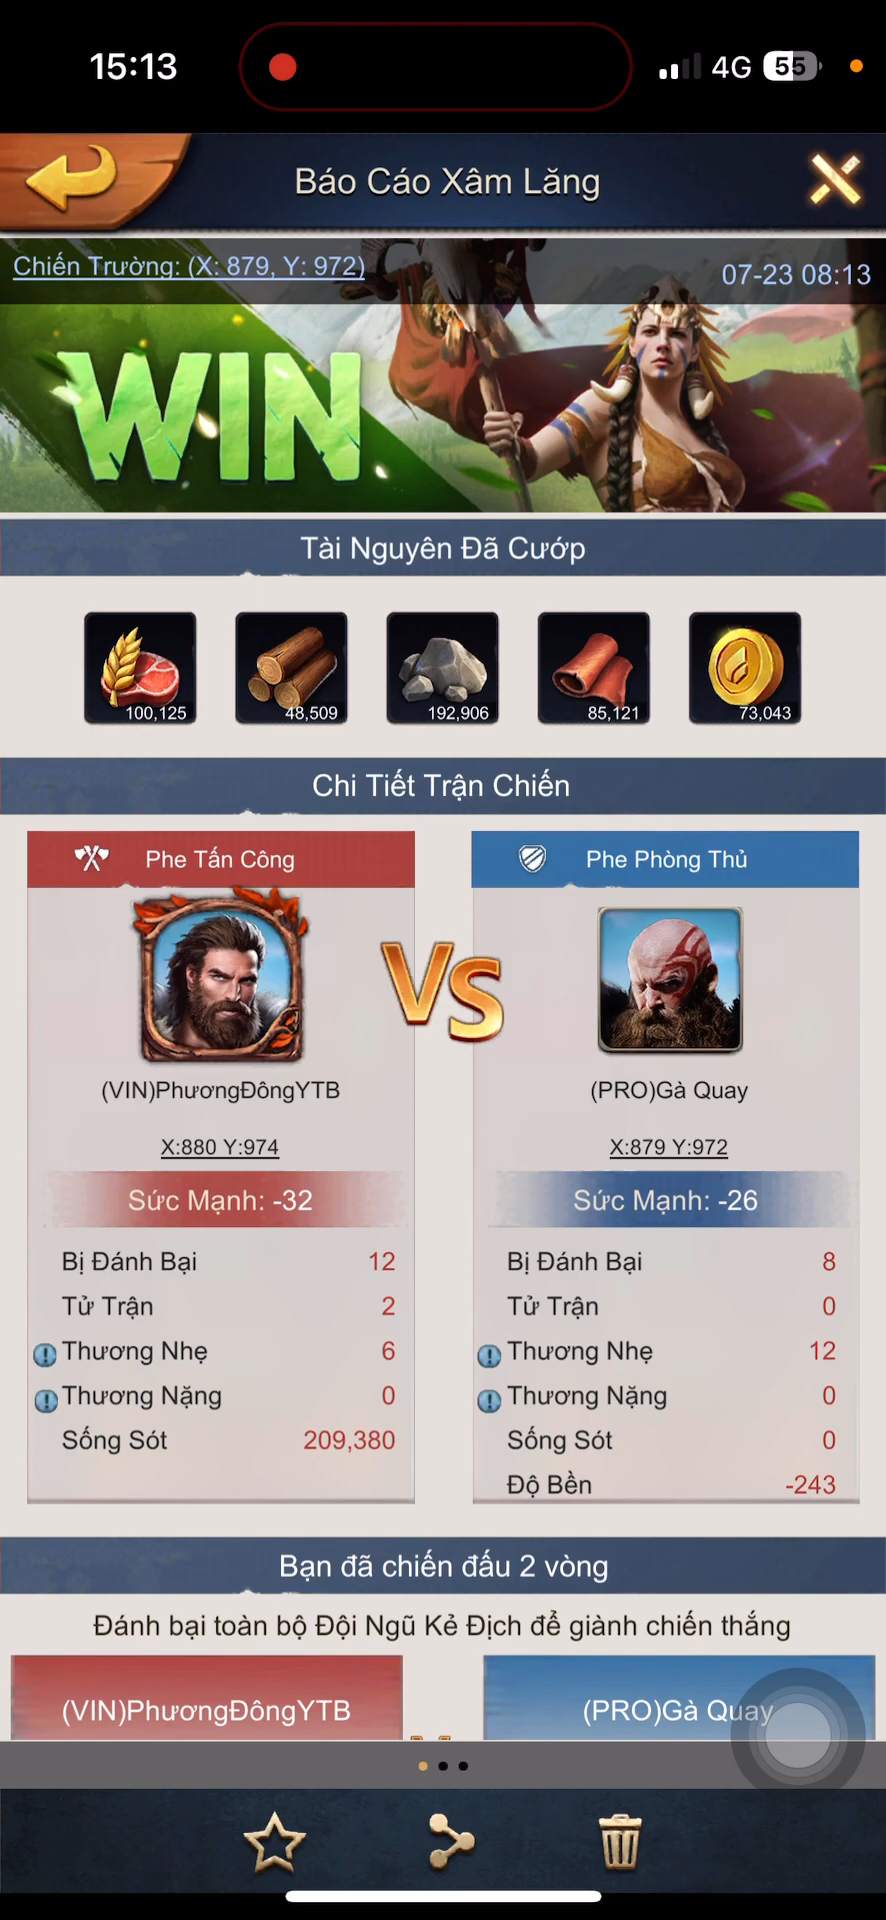 15:13
4G
55
Báo Cáo Xâm Lăng
Chiến Trường: (X: 879, Y: 972)
07-23 08:13
WIN
Tài Nguyên Đã Cướp
100,125
48,509
192,906
85,121
73,043
Chi Tiết Trận Chiến
Phe Tấn Công
Phe Phòng Thủ
VS
(VIN)PhươngĐôngYTB
(PRO)Gà Quay
X:880 Y:974
X:879 Y:972
Sức Mạnh: -32
Sức Mạnh: -26
Bị Đánh Bại 12
Bị Đánh Bại 8
Tử Trận 2
Tử Trận 0
Thương Nhẹ 6
Thương Nhẹ 12
Thương Nặng 0
Thương Nặng 0
Sống Sót 209,380
Sống Sót 0
Độ Bền -243
Bạn đã chiến đấu 2 vòng
Đánh bại toàn bộ Đội Ngũ Kẻ Địch để giành chiến thắng
(VIN)PhươngĐôngYTB
(PRO)Gà Quay